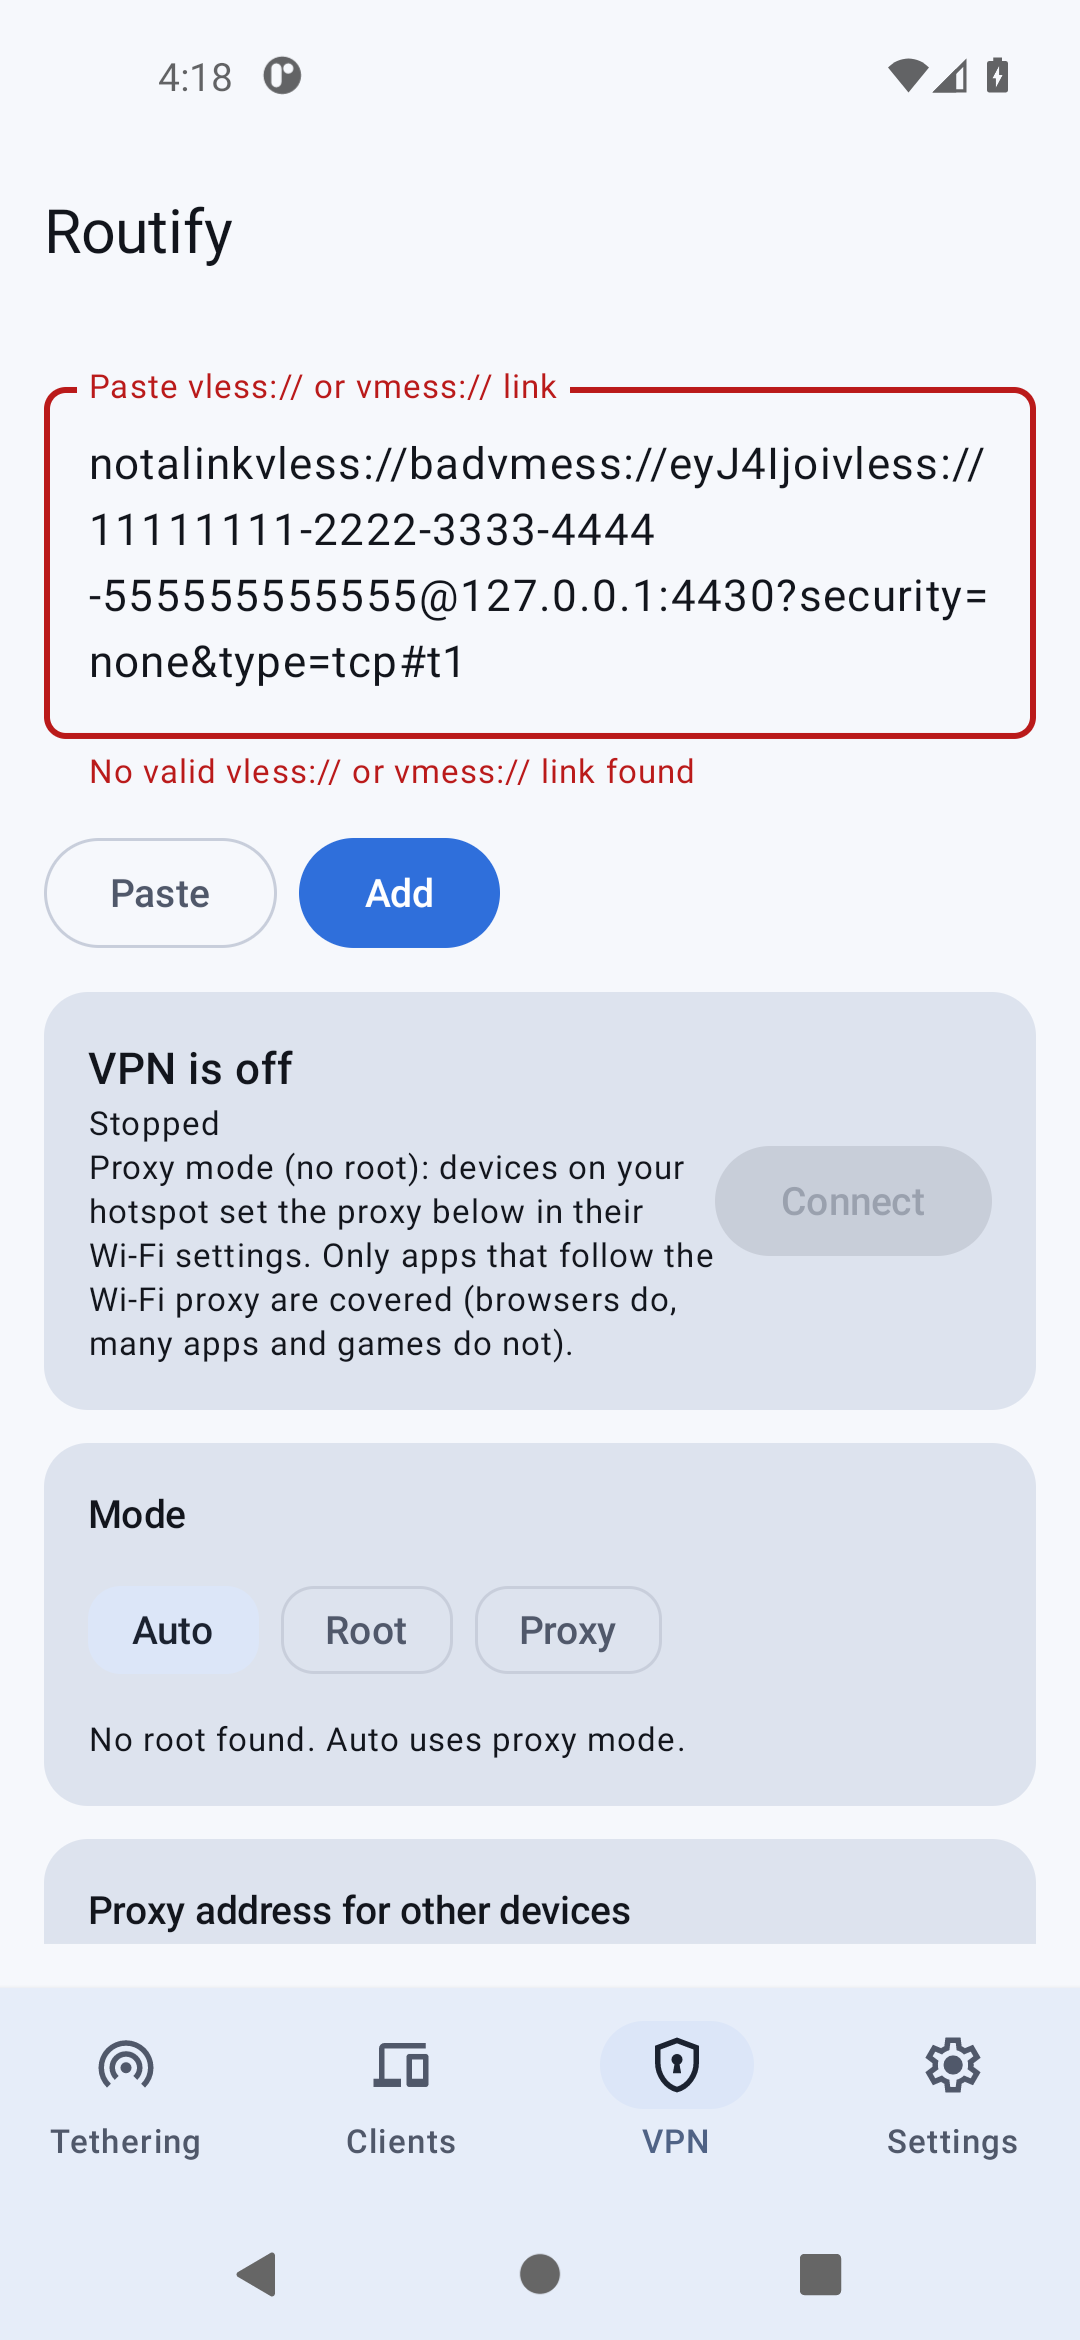 4:18
Routify
Paste vless:// or vmess:// link
notalinkvless://badvmess://eyJ4Ijoivless://
11111111-2222-3333-4444
-555555555555@127.0.0.1:4430?security=
none&type=tcp#t1
No valid vless:// or vmess:// link found
Paste
Add
VPN is off
Stopped
Proxy mode (no root): devices on your
hotspot set the proxy below in their
Wi-Fi settings. Only apps that follow the
Wi-Fi proxy are covered (browsers do,
many apps and games do not).
Connect
Mode
Auto
Root
Proxy
No root found. Auto uses proxy mode.
Proxy address for other devices
Tethering
Clients
VPN
Settings